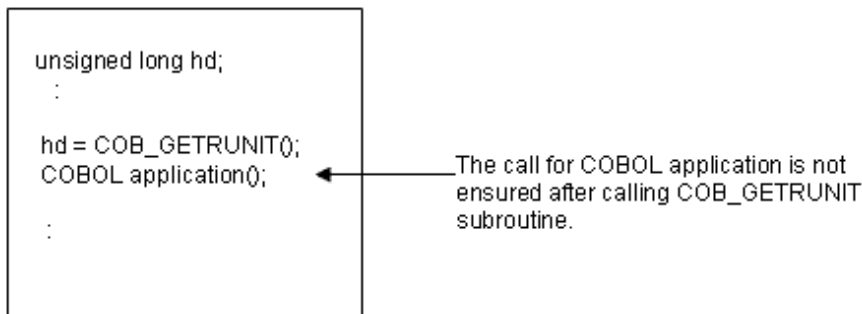 unsigned long hd;
:
hd = COB_GETRUNIT();
COBOL application();
:
The call for COBOL application is not
ensured after calling COB_GETRUNIT
subroutine.